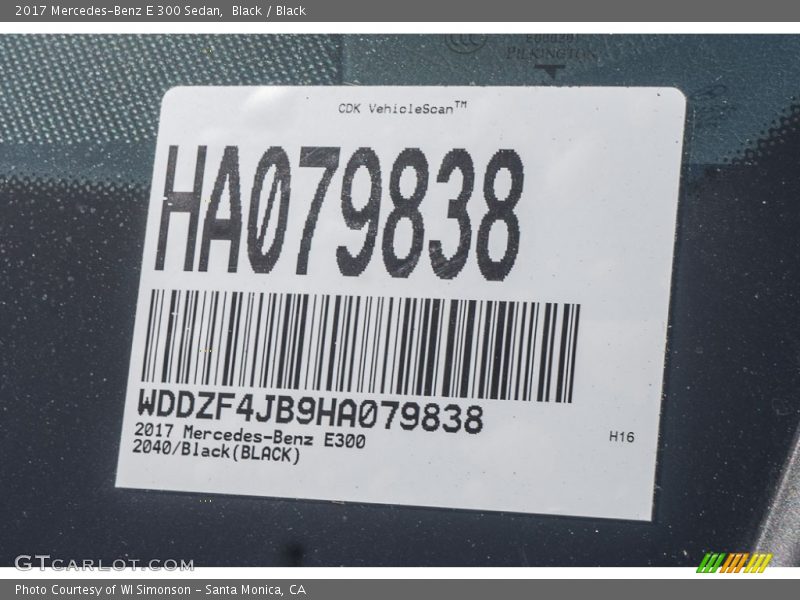 2017 Mercedes-Benz E 300 Sedan, Black / Black
PILKINGTON
CDK VehicleScan™
HA079838
WDDZF4JB9HA079838
2017 Mercedes-Benz E300
2040/Black(BLACK)
H16
GTCARLOT.COM
Photo Courtesy of WI Simonson - Santa Monica, CA